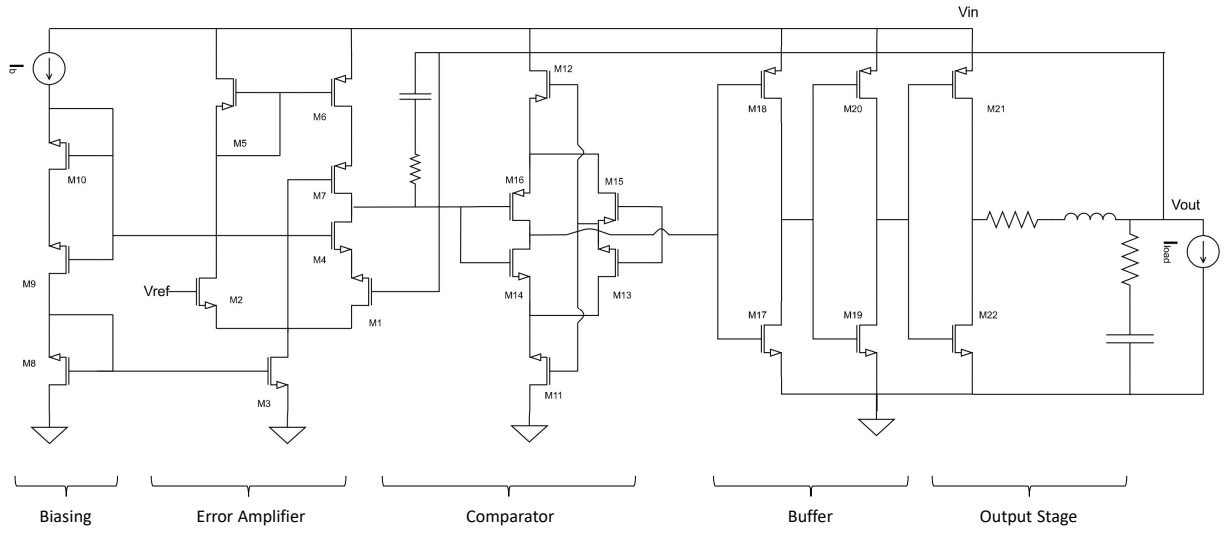 Vin
Ib
M12
M18
M20
M21
M5
M6
M10
M7
M16
M15
Vout
Iload
M4
M9
Vref
M2
M1
M14
M13
M17
M19
M22
M8
M3
M11
Biasing
Error Amplifier
Comparator
Buffer
Output Stage